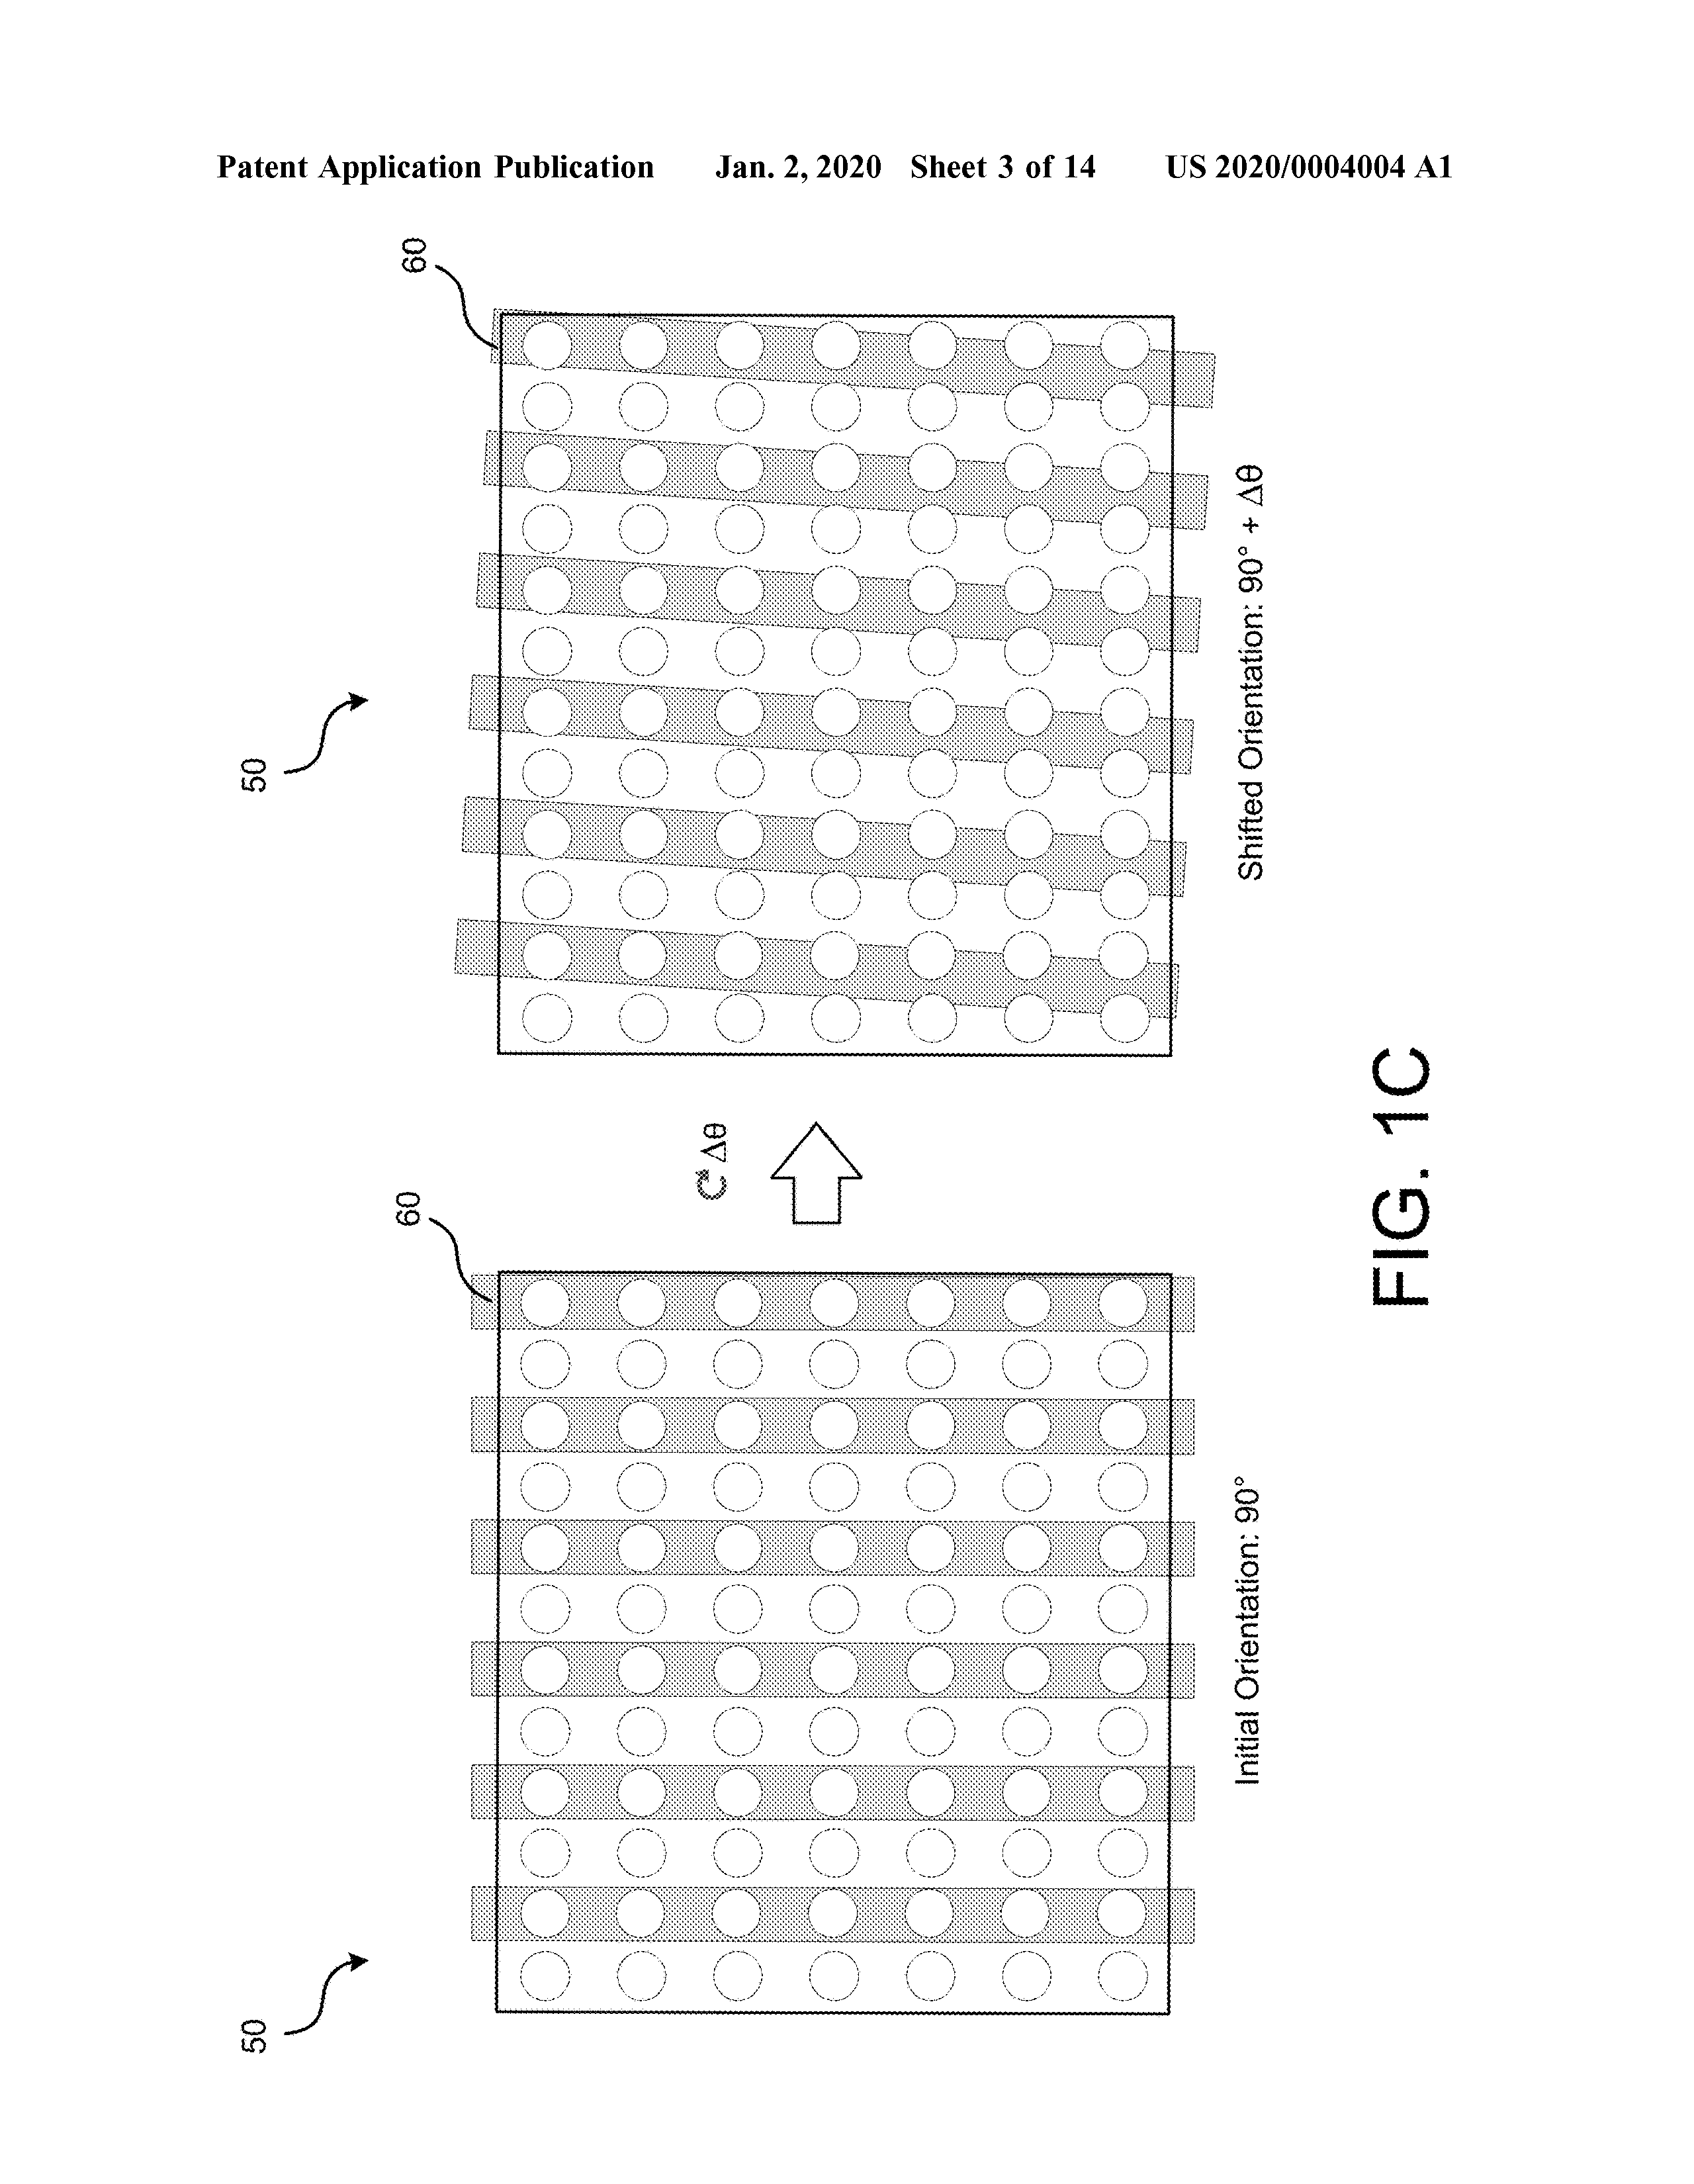 Patent Application Publication Jan. 2, 2020 Sheet 3 of 14 US 2020/0004004 A1
50
60
Initial Orientation: 90°
↻ Δθ
50
60
Shifted Orientation: 90° + Δθ
FIG. 1C